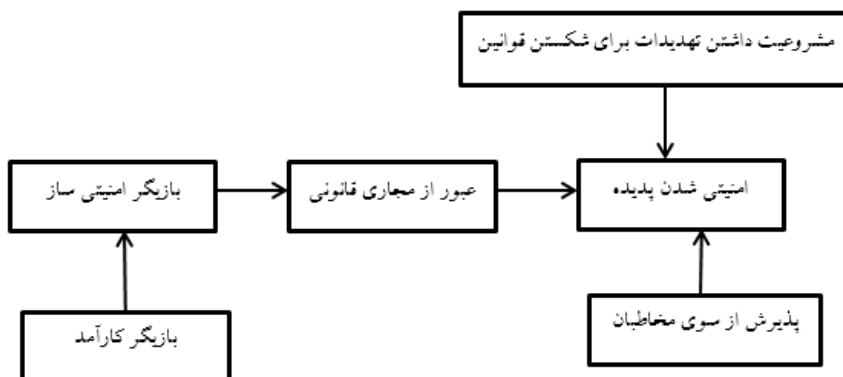 مشروعیت داشتن تهدیدات برای شکستن قوانین
بازیگر امنیتی ساز
عبور از مجاری قانونی
امنیتی شدن پدیده
بازیگر کارآمد
پذیرش از سوی مخاطبان